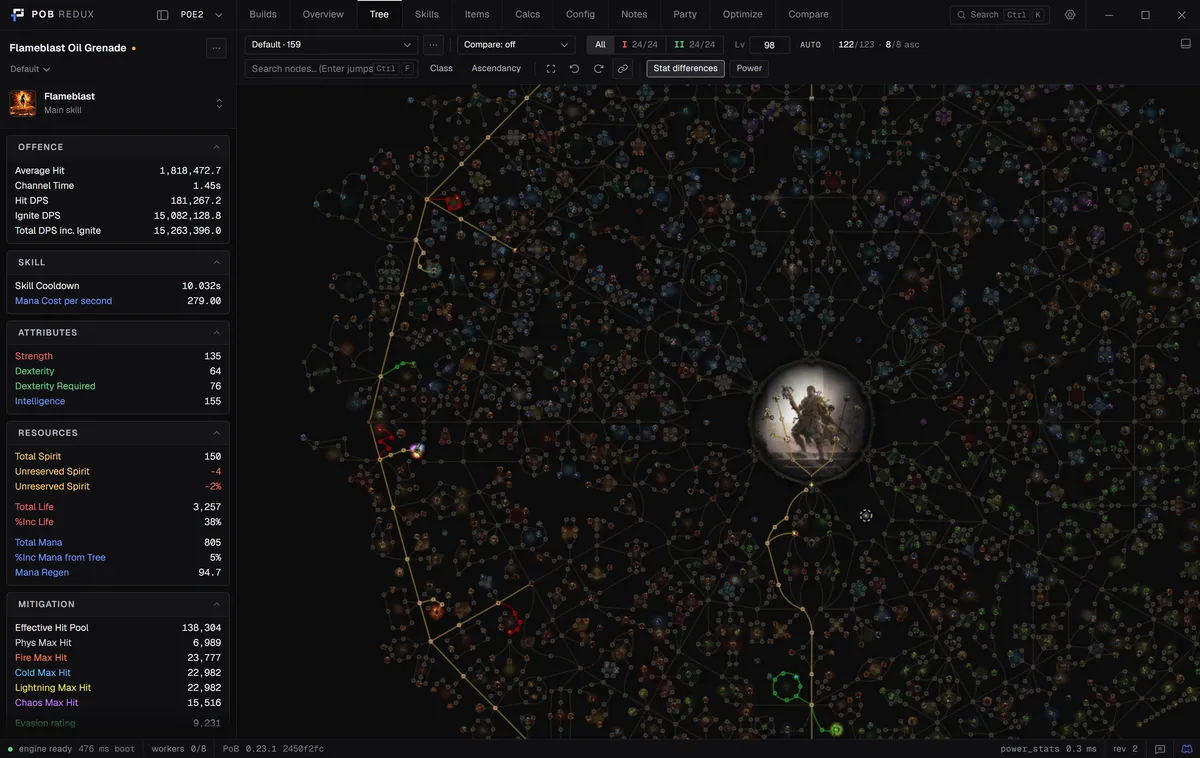 POB REDUX
POE2
Builds
Overview
Tree
Skills
Items
Calcs
Config
Notes
Party
Optimize
Compare
Search Ctrl K
Flameblast Oil Grenade
Default
Default · 159
Compare: off
All
I 24/24
II 24/24
Lv 98 AUTO
122/123 · 8/8 asc
Search nodes… (Enter jumps Ctrl F
Class
Ascendancy
Stat differences
Power
Flameblast
Main skill
OFFENCE
Average Hit 1,818,472.7
Channel Time 1.45s
Hit DPS 181,267.2
Ignite DPS 15,082,128.8
Total DPS inc. Ignite 15,263,396.0
SKILL
Skill Cooldown 10.032s
Mana Cost per second 279.00
ATTRIBUTES
Strength 135
Dexterity 64
Dexterity Required 76
Intelligence 155
RESOURCES
Total Spirit 150
Unreserved Spirit -4
Unreserved Spirit -2%
Total Life 3,257
%Inc Life 38%
Total Mana 805
%Inc Mana from Tree 5%
Mana Regen 94.7
MITIGATION
Effective Hit Pool 138,304
Phys Max Hit 6,989
Fire Max Hit 23,777
Cold Max Hit 22,982
Lightning Max Hit 22,982
Chaos Max Hit 15,516
Evasion rating 9,231
engine ready 476 ms boot
workers 0/8
PoB 0.23.1 2450f2fc
power_stats 0.3 ms
rev 2